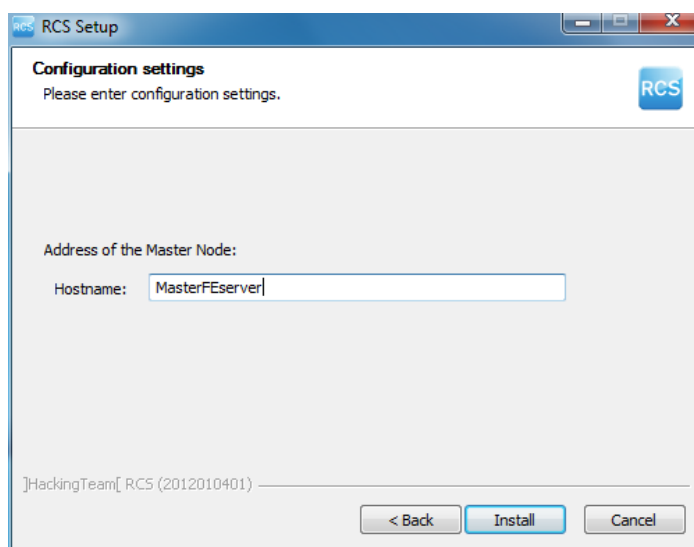 RCS RCS Setup
Configuration settings
Please enter configuration settings.
RCS
Address of the Master Node:
Hostname: MasterFEserver
]HackingTeam[ RCS (2012010401)
< Back Install Cancel